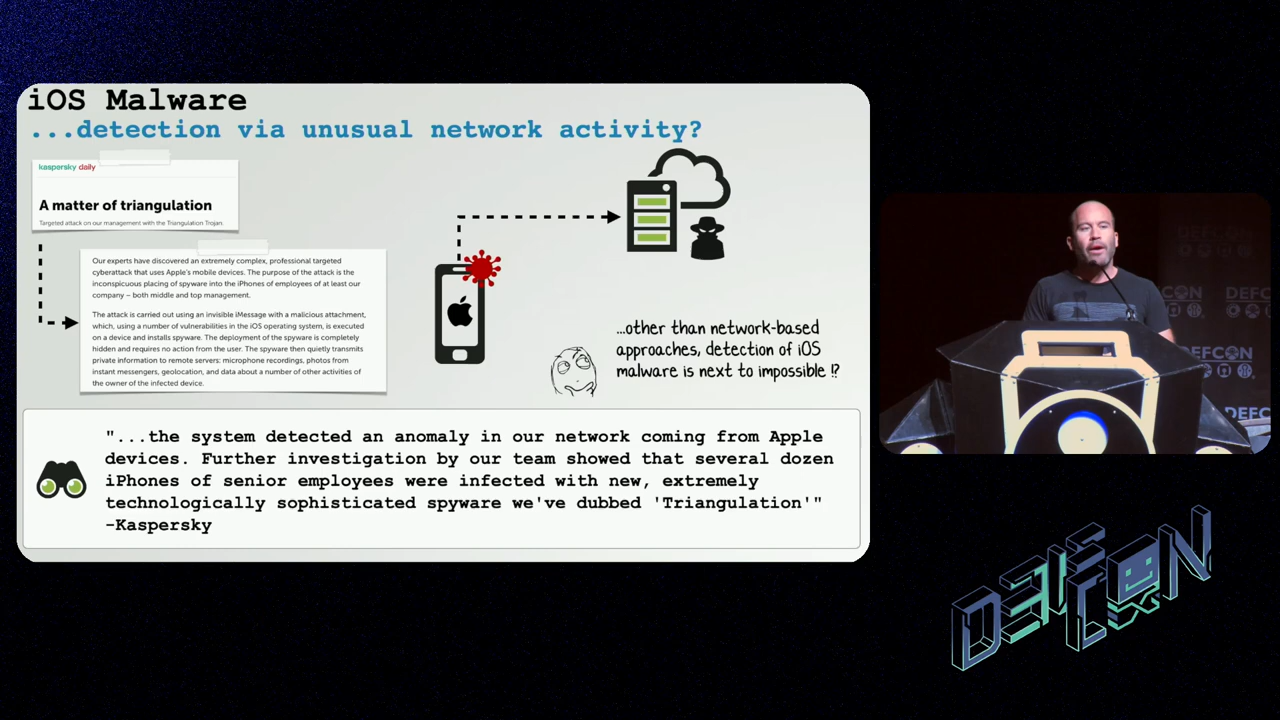 iOS Malware
...detection via unusual network activity?
kaspersky daily
A matter of triangulation
Targeted attack on our management with the Triangulation Trojan.
Our experts have discovered an extremely complex, professional targeted
cyberattack that uses Apple's mobile devices. The purpose of the attack is the
inconspicuous placing of spyware into the iPhones of employees of at least our
company – both middle and top management.
The attack is carried out using an invisible iMessage with a malicious attachment,
which, using a number of vulnerabilities in the iOS operating system, is executed
on a device and installs spyware. The deployment of the spyware is completely
hidden and requires no action from the user. The spyware then quietly transmits
private information to remote servers: microphone recordings, photos from
instant messengers, geolocation, and data about a number of other activities of
the owner of the infected device.
...other than network-based
approaches, detection of iOS
malware is next to impossible !?
"...the system detected an anomaly in our network coming from Apple
devices. Further investigation by our team showed that several dozen
iPhones of senior employees were infected with new, extremely
technologically sophisticated spyware we've dubbed 'Triangulation'"
-Kaspersky
DEFCON
DEFCON
DEFCON